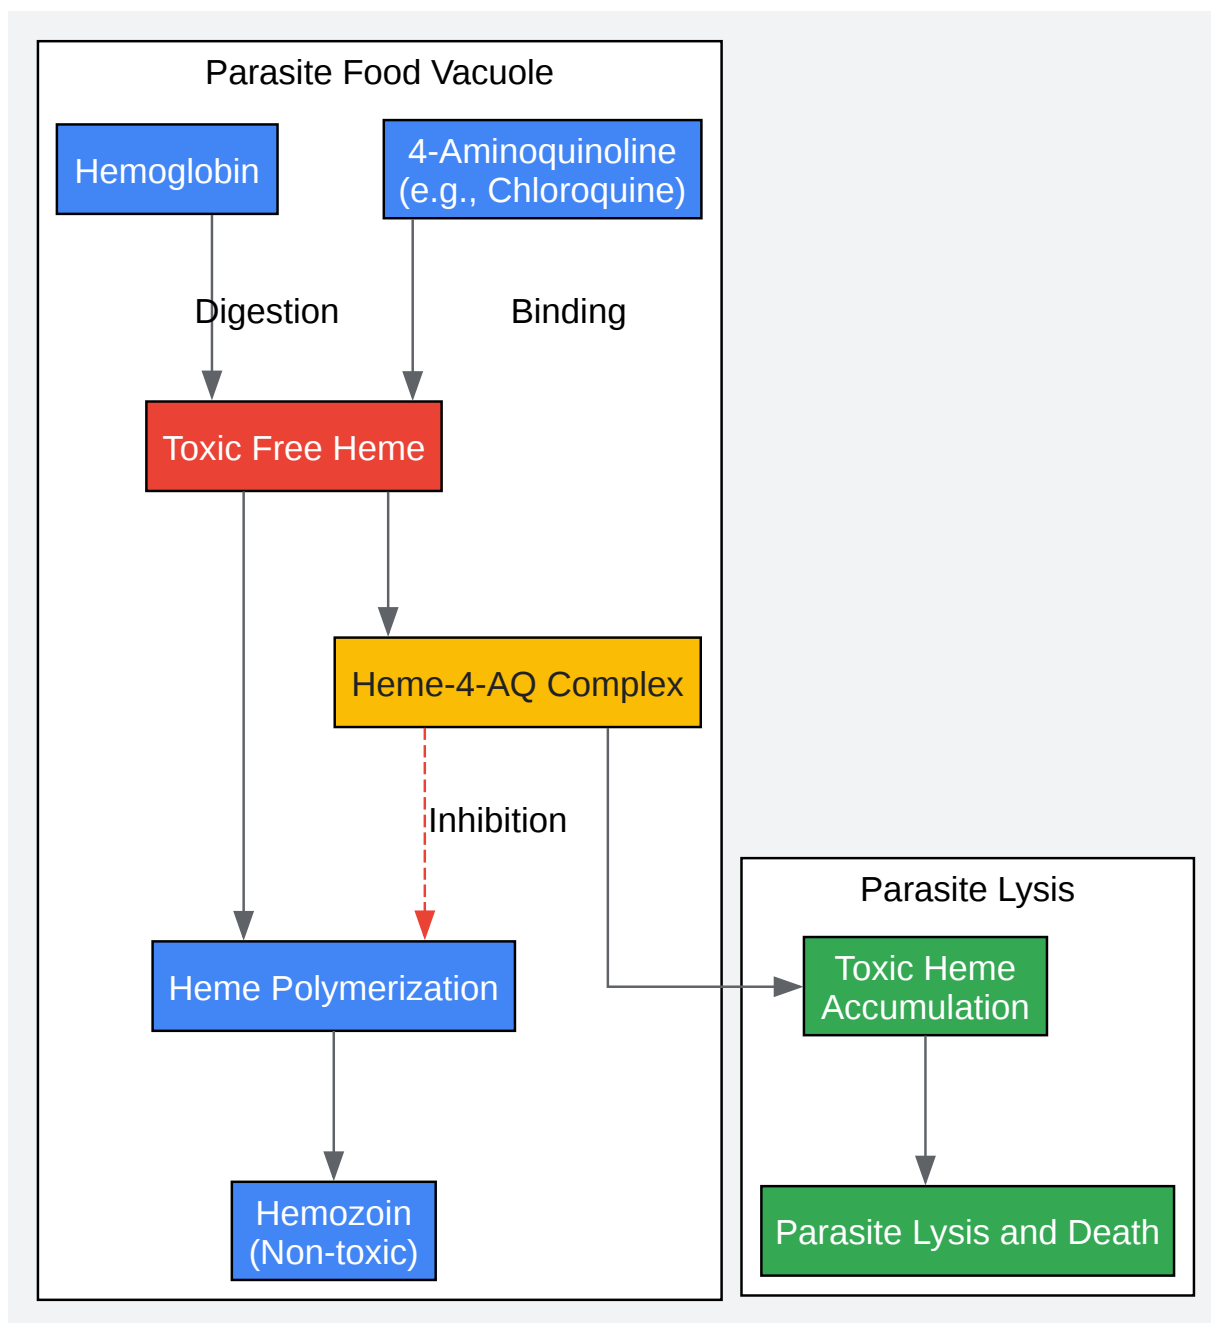 Parasite Food Vacuole
Hemoglobin
4-Aminoquinoline
(e.g., Chloroquine)
Digestion
Binding
Toxic Free Heme
Heme-4-AQ Complex
Inhibition
Parasite Lysis
Toxic Heme
Accumulation
Heme Polymerization
Hemozoin
(Non-toxic)
Parasite Lysis and Death